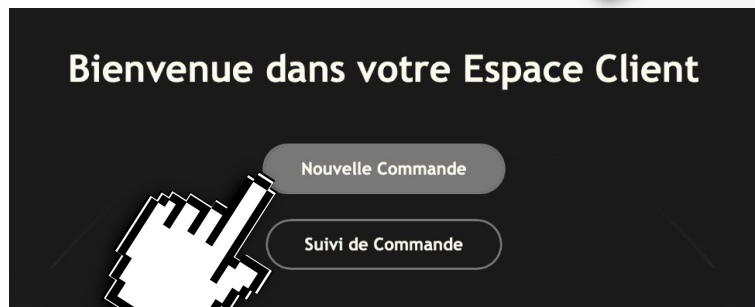 Bienvenue dans votre Espace Client
Nouvelle Commande
Suivi de Commande